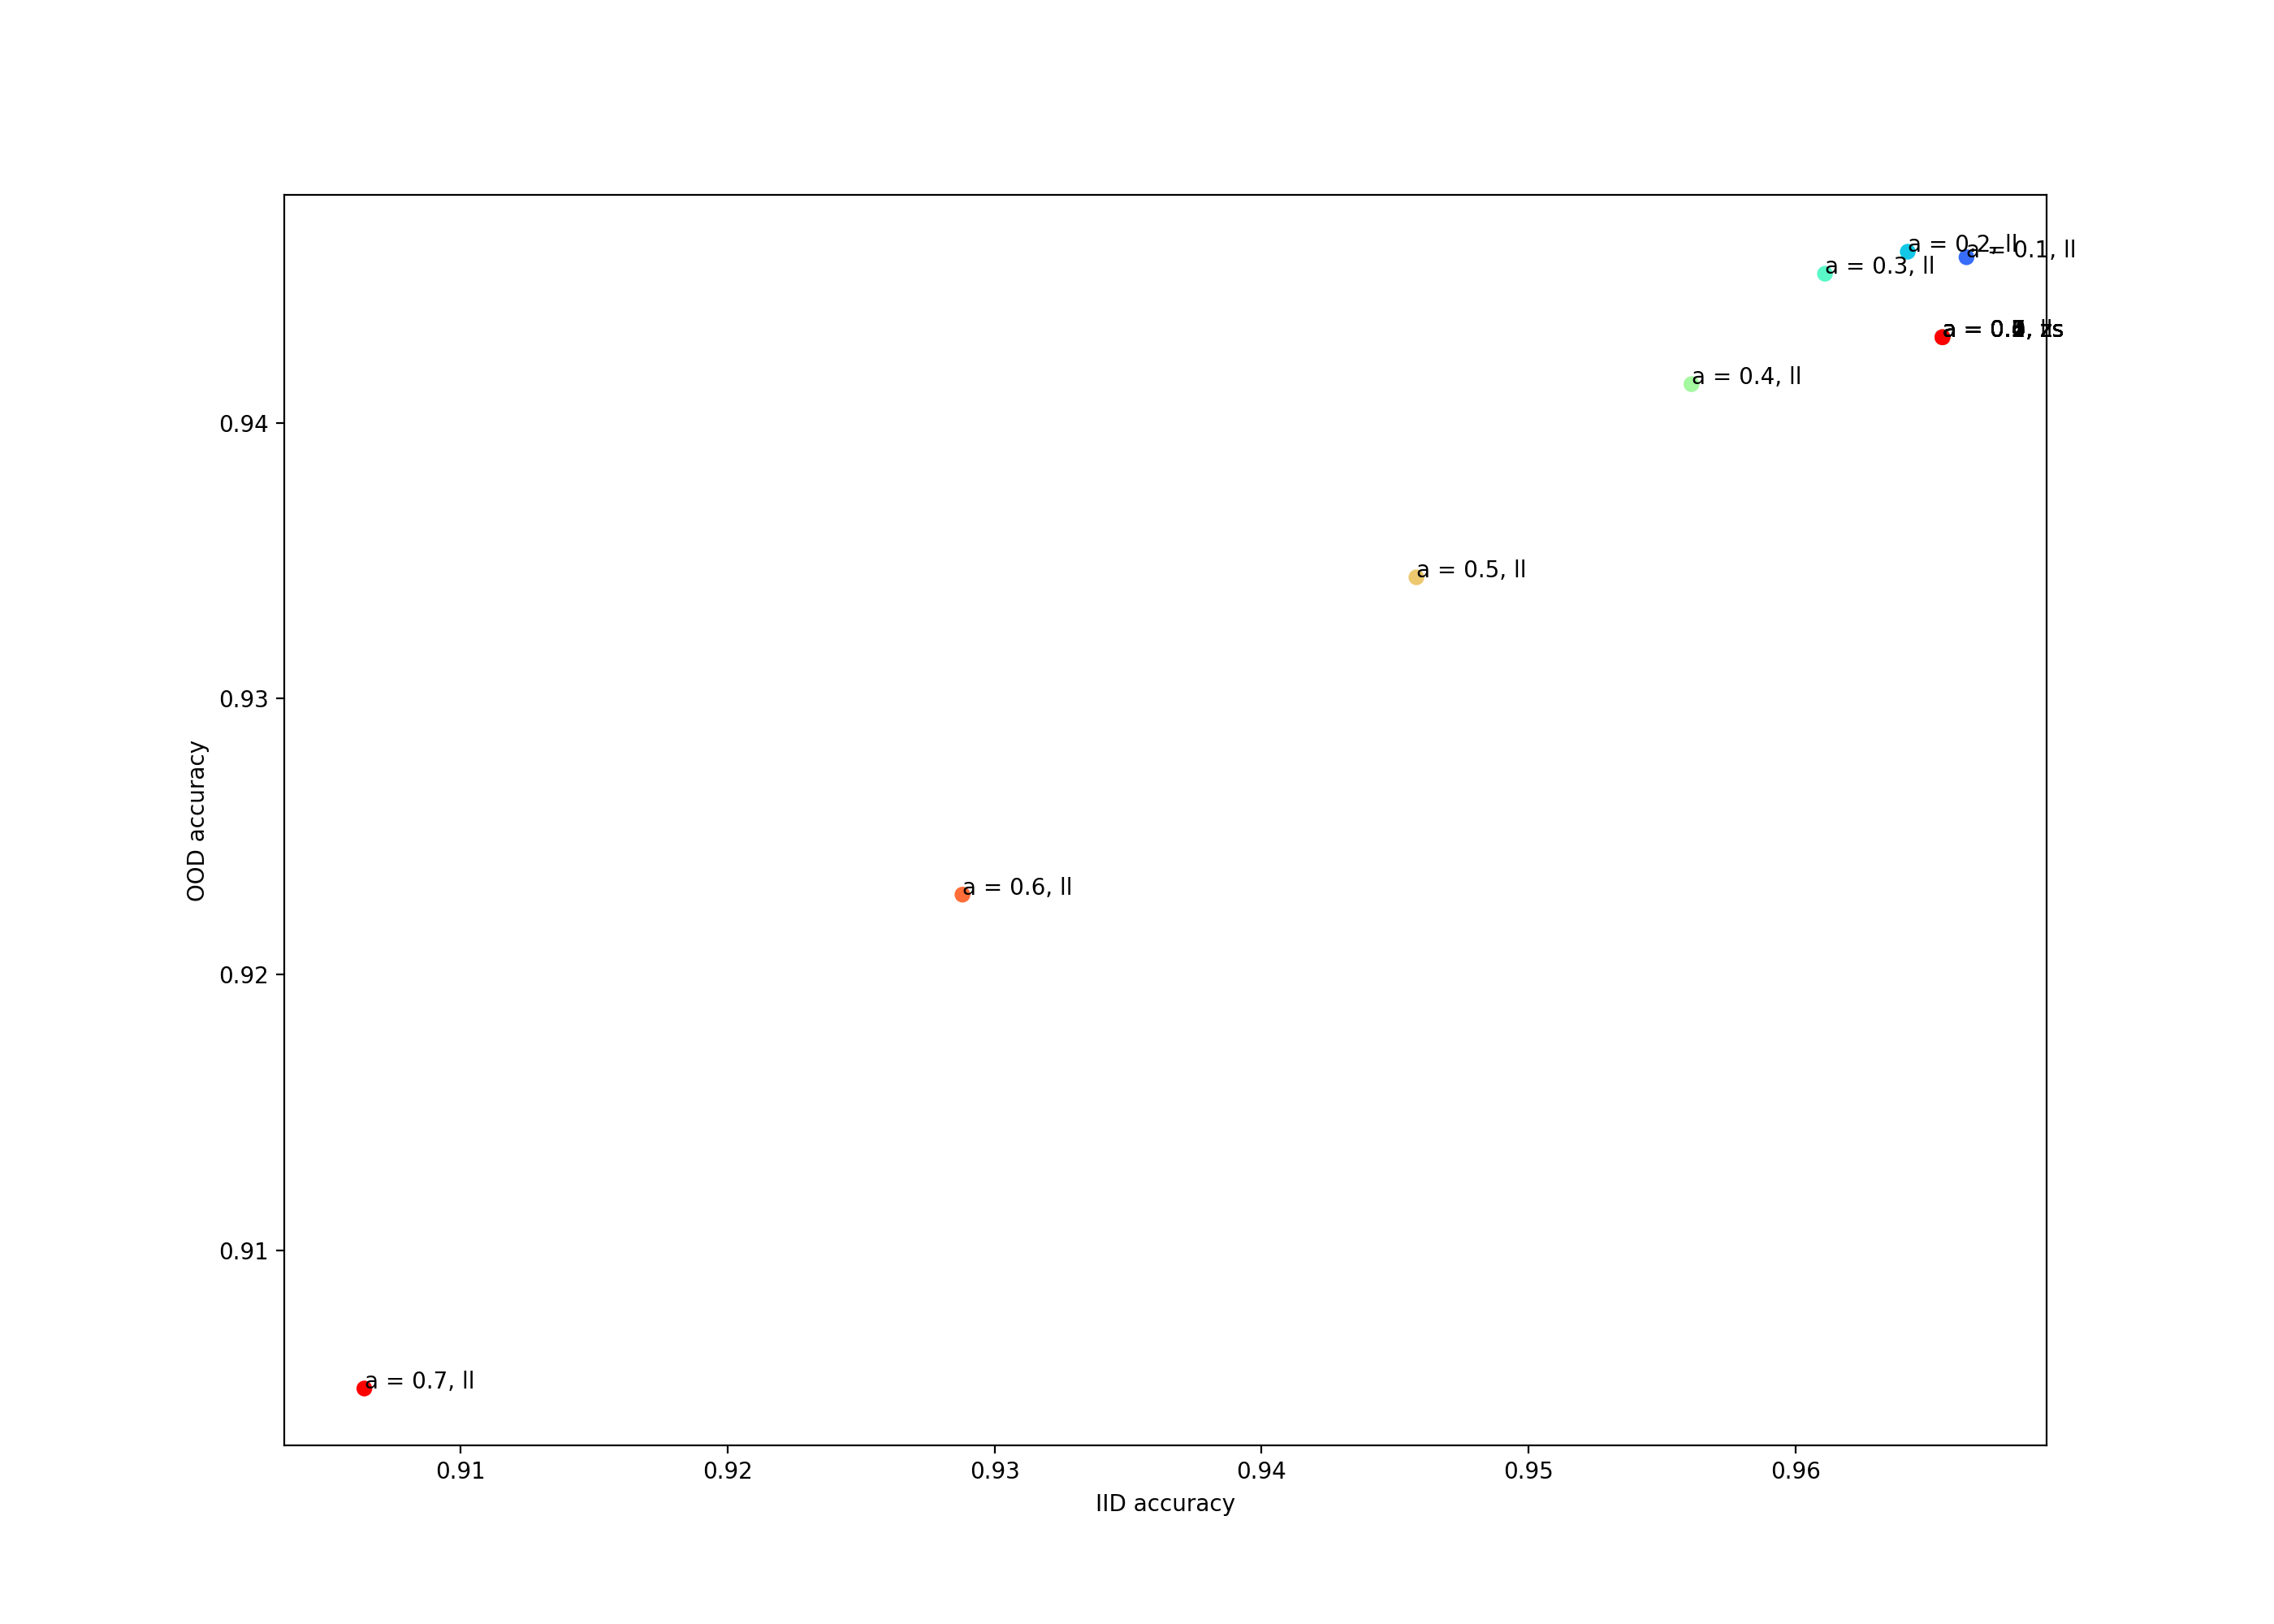 a = 0.2, ll
a = 0.1, ll
a = 0.3, ll
a = 0.4, ll
a = 0.5, ll
a = 0.6, ll
a = 0.7, ll
0.94
0.93
0.92
0.91
OOD accuracy
0.91 0.92 0.93 0.94 0.95 0.96
IID accuracy